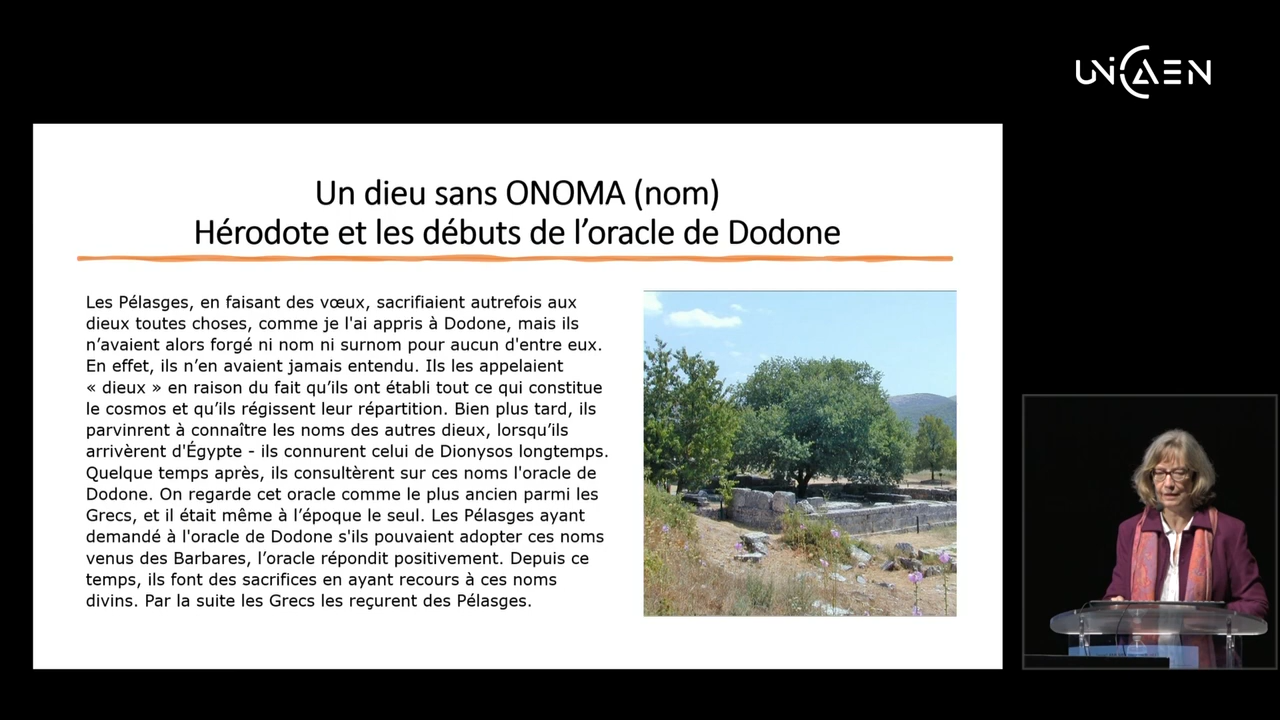 UNICAEN
Un dieu sans ONOMA (nom)
Hérodote et les débuts de l’oracle de Dodone
Les Pélasges, en faisant des vœux, sacrifiaient autrefois aux
dieux toutes choses, comme je l'ai appris à Dodone, mais ils
n’avaient alors forgé ni nom ni surnom pour aucun d'entre eux.
En effet, ils n’en avaient jamais entendu. Ils les appelaient
« dieux » en raison du fait qu’ils ont établi tout ce qui constitue
le cosmos et qu’ils régissent leur répartition. Bien plus tard, ils
parvinrent à connaître les noms des autres dieux, lorsqu’ils
arrivèrent d'Égypte - ils connurent celui de Dionysos longtemps.
Quelque temps après, ils consultèrent sur ces noms l'oracle de
Dodone. On regarde cet oracle comme le plus ancien parmi les
Grecs, et il était même à l’époque le seul. Les Pélasges ayant
demandé à l'oracle de Dodone s'ils pouvaient adopter ces noms
venus des Barbares, l’oracle répondit positivement. Depuis ce
temps, ils font des sacrifices en ayant recours à ces noms
divins. Par la suite les Grecs les reçurent des Pélasges.